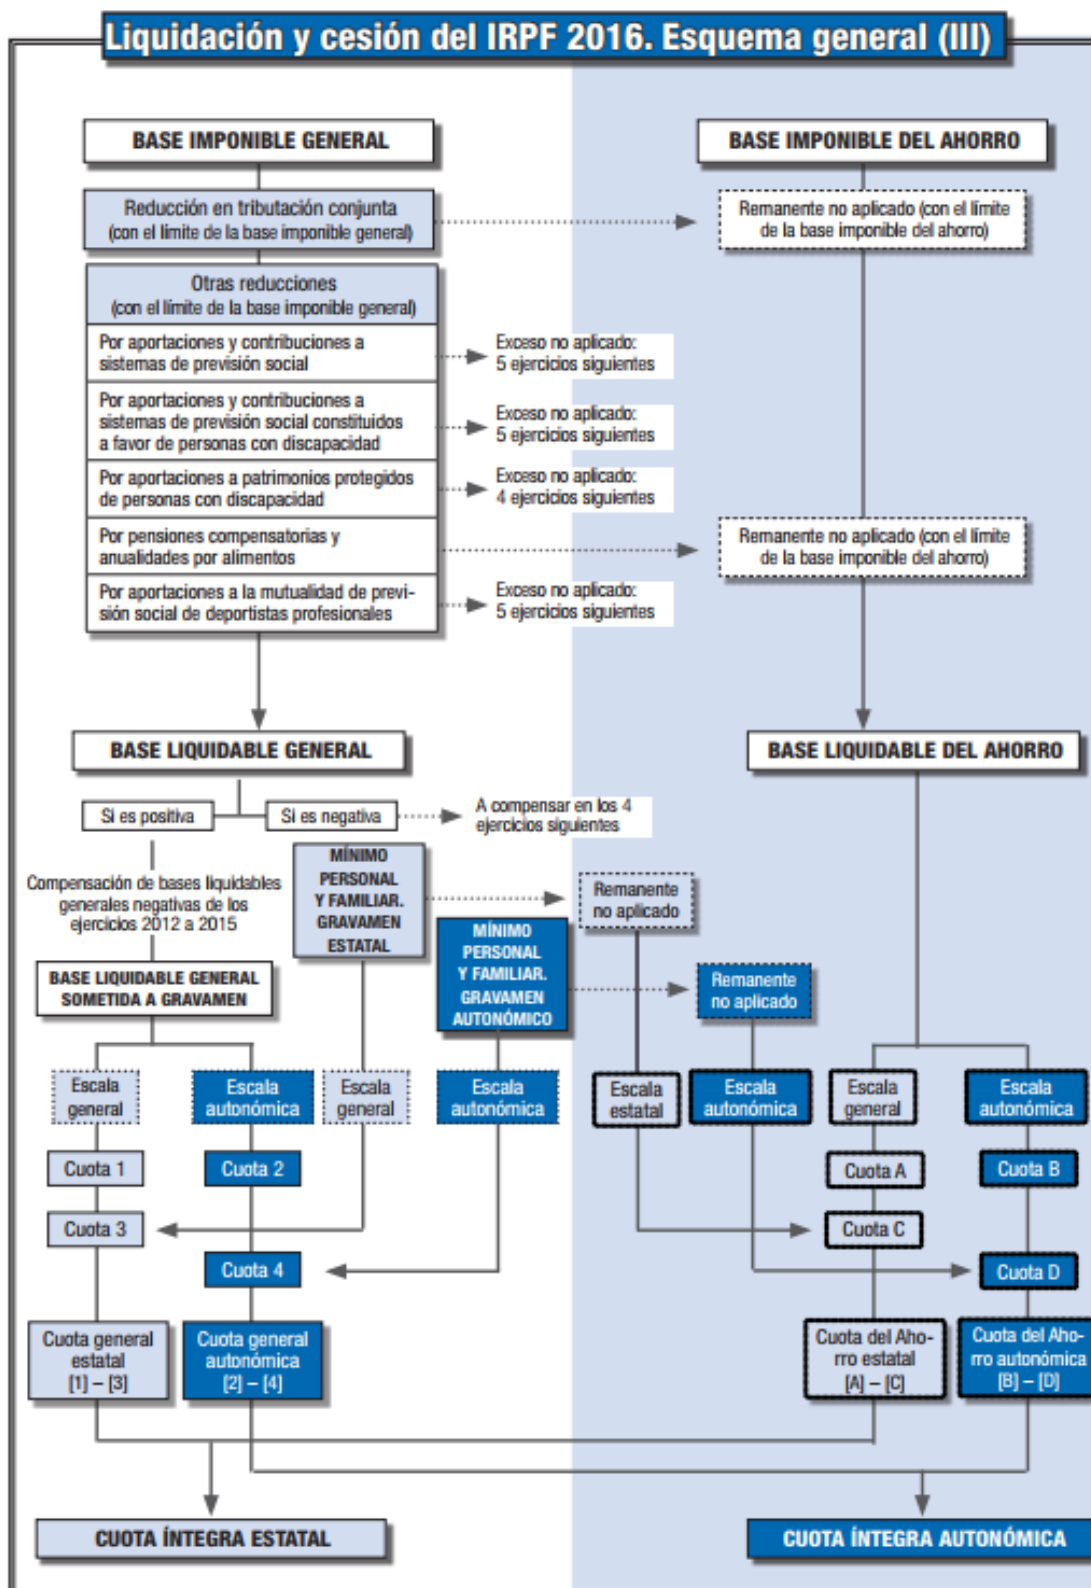 Liquidación y cesión del IRPF 2016. Esquema general (III)
BASE IMPONIBLE GENERAL
BASE IMPONIBLE DEL AHORRO
Reducción en tributación conjunta
(con el límite de la base imponible general)
Remanente no aplicado (con el límite
de la base imponible del ahorro)
Otras reducciones
(con el límite de la base imponible general)
Por aportaciones y contribuciones a
sistemas de previsión social
Exceso no aplicado:
5 ejercicios siguientes
Por aportaciones y contribuciones a
sistemas de previsión social constituidos
a favor de personas con discapacidad
Exceso no aplicado:
5 ejercicios siguientes
Por aportaciones a patrimonios protegidos
de personas con discapacidad
Exceso no aplicado:
4 ejercicios siguientes
Por pensiones compensatorias y
anualidades por alimentos
Remanente no aplicado (con el límite
de la base imponible del ahorro)
Por aportaciones a la mutualidad de previ-
sión social de deportistas profesionales
Exceso no aplicado:
5 ejercicios siguientes
BASE LIQUIDABLE GENERAL
BASE LIQUIDABLE DEL AHORRO
Si es positiva
Si es negativa
A compensar en los 4
ejercicios siguientes
Compensación de bases liquidables
generales negativas de los
ejercicios 2012 a 2015
MÍNIMO
PERSONAL
Y FAMILIAR.
GRAVAMEN
ESTATAL
Remanente
no aplicado
MÍNIMO
PERSONAL
Y FAMILIAR.
GRAVAMEN
AUTONÓMICO
Remanente
no aplicado
BASE LIQUIDABLE GENERAL
SOMETIDA A GRAVAMEN
Escala
general
Escala
autonómica
Escala
general
Escala
autonómica
Escala
estatal
Escala
autonómica
Escala
general
Escala
autonómica
Cuota 1
Cuota 2
Cuota A
Cuota B
Cuota 3
Cuota C
Cuota 4
Cuota D
Cuota general
estatal
[1] – [3]
Cuota general
autonómica
[2] – [4]
Cuota del Aho-
rro estatal
[A] – [C]
Cuota del Aho-
rro autonómica
[B] – [D]
CUOTA ÍNTEGRA ESTATAL
CUOTA ÍNTEGRA AUTONÓMICA